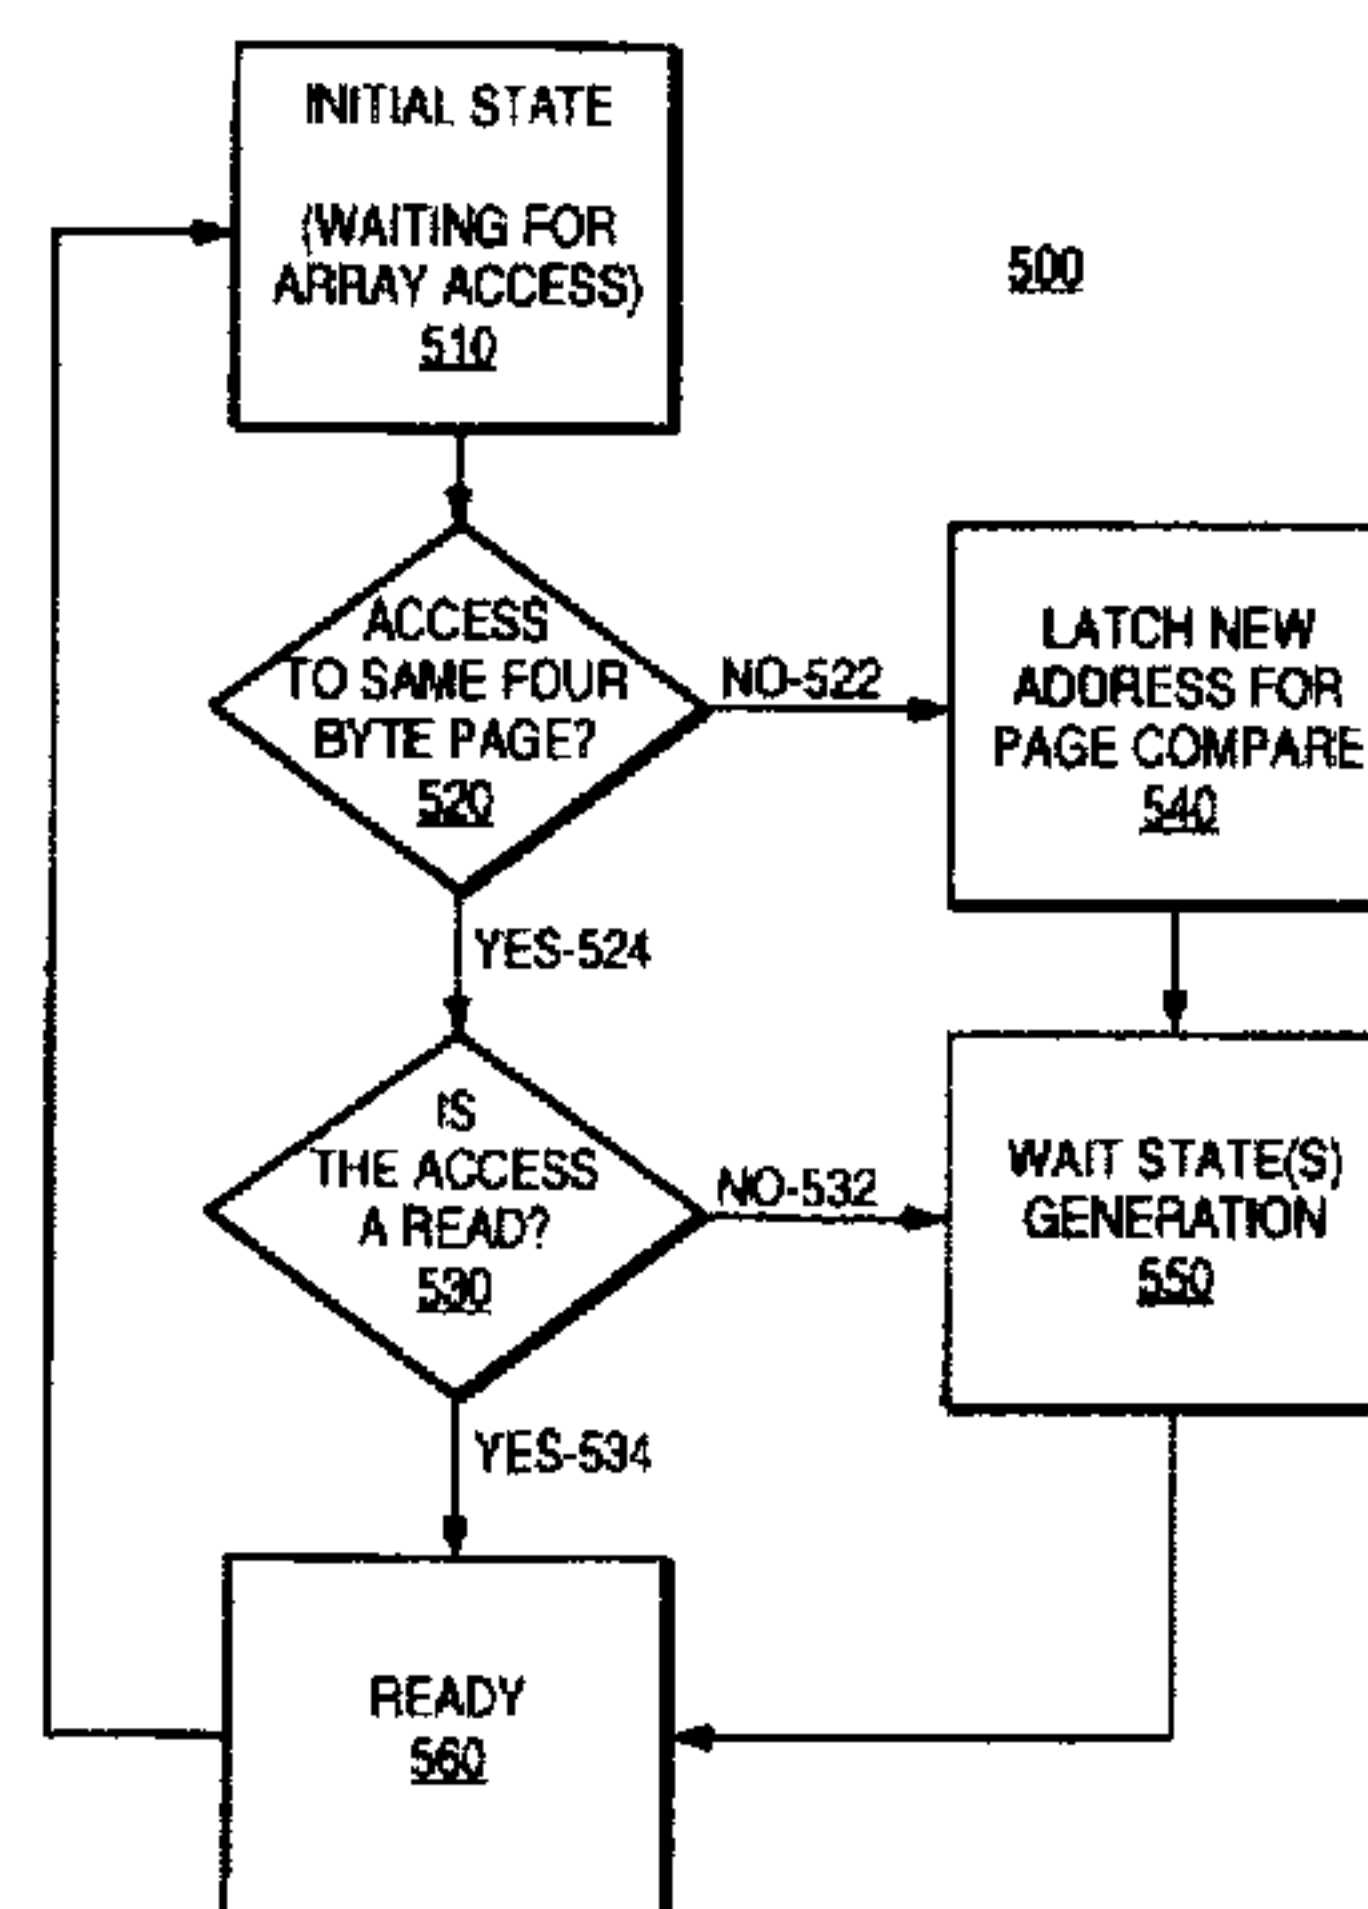 INITIAL STATE
(WAITING FOR
ARRAY ACCESS)
510
500
ACCESS
TO SAME FOUR
BYTE PAGE?
520
NO-522
LATCH NEW
ADDRESS FOR
PAGE COMPARE
540
YES-524
IS
THE ACCESS
A READ?
530
NO-532
WAIT STATE(S)
GENERATION
550
YES-534
READY
560